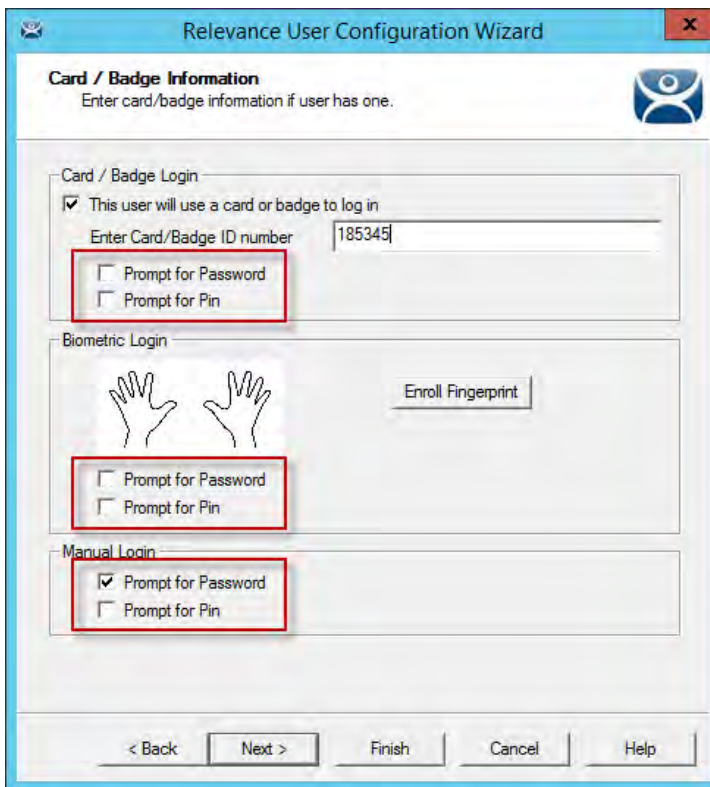 Relevance User Configuration Wizard
x
Card / Badge Information
Enter card/badge information if user has one.
Card / Badge Login
This user will use a card or badge to log in
Enter Card/Badge ID number 185345
Prompt for Password
Prompt for Pin
Biometric Login
Enroll Fingerprint
Prompt for Password
Prompt for Pin
Manual Login
Prompt for Password
Prompt for Pin
< Back Next > Finish Cancel Help